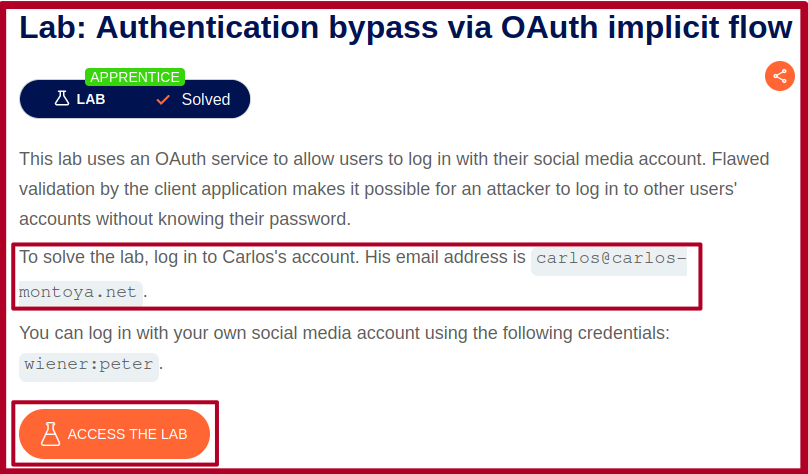 Lab: Authentication bypass via OAuth implicit flow
APPRENTICE
LAB Solved
This lab uses an OAuth service to allow users to log in with their social media account. Flawed
validation by the client application makes it possible for an attacker to log in to other users'
accounts without knowing their password.
To solve the lab, log in to Carlos's account. His email address is carlos@carlos-
montoya.net.
You can log in with your own social media account using the following credentials:
wiener:peter.
ACCESS THE LAB